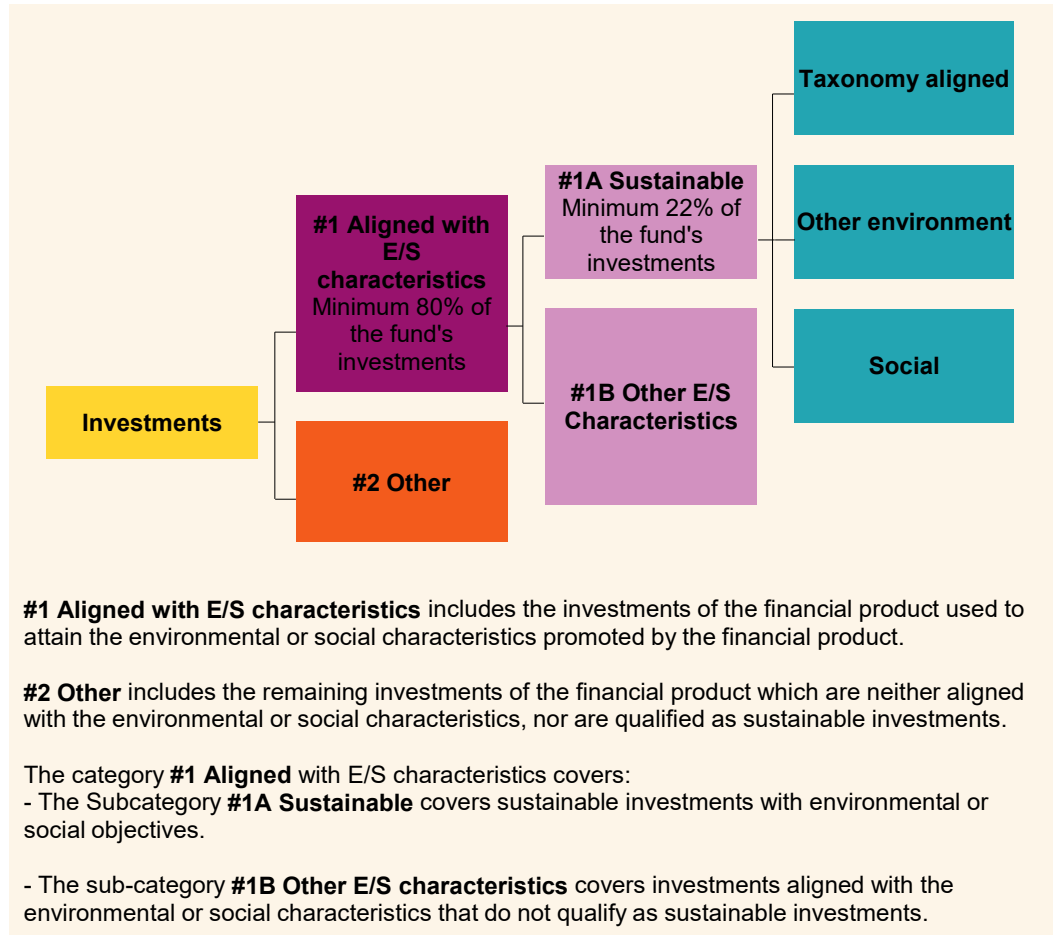 Taxonomy aligned
#1A Sustainable
Minimum 22% of
the fund's
investments
Other environment
#1 Aligned with
E/S
characteristics
Minimum 80% of
the fund's
investments
Social
#1B Other E/S
Characteristics
Investments
#2 Other
#1 Aligned with E/S characteristics includes the investments of the financial product used to
attain the environmental or social characteristics promoted by the financial product.
#2 Other includes the remaining investments of the financial product which are neither aligned
with the environmental or social characteristics, nor are qualified as sustainable investments.
The category #1 Aligned with E/S characteristics covers:
- The Subcategory #1A Sustainable covers sustainable investments with environmental or
social objectives.
- The sub-category #1B Other E/S characteristics covers investments aligned with the
environmental or social characteristics that do not qualify as sustainable investments.